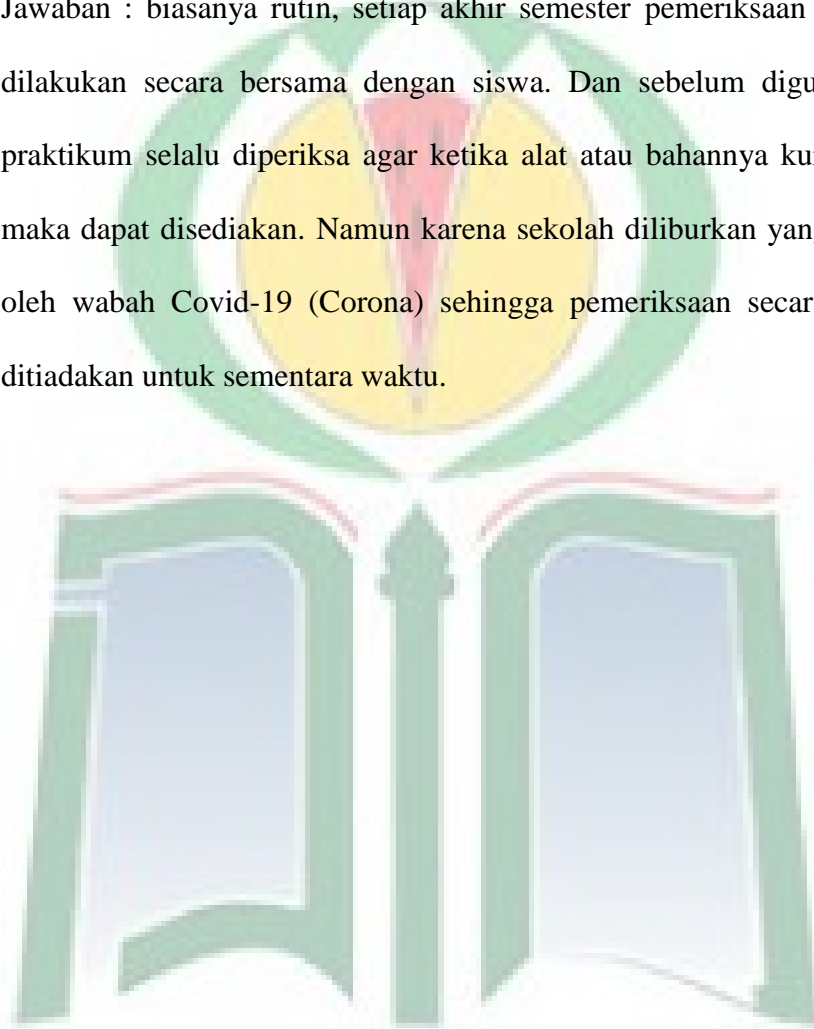 Jawaban : biasanya rutin, setiap akhir semester pemeriksaan
dilakukan secara bersama dengan siswa. Dan sebelum digu
praktikum selalu diperiksa agar ketika alat atau bahannya ku
maka dapat disediakan. Namun karena sekolah diliburkan yan
oleh wabah Covid-19 (Corona) sehingga pemeriksaan secar
ditiadakan untuk sementara waktu.